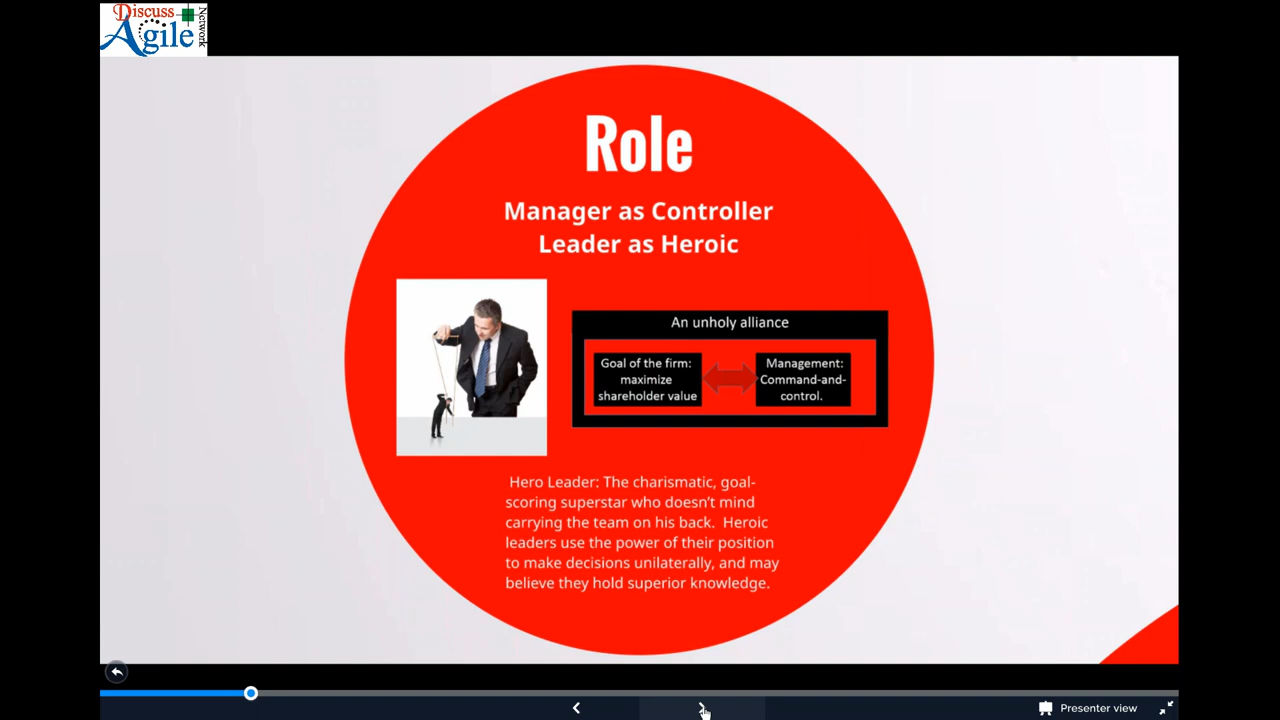 Discuss
Agile
Network
Role
Manager as Controller
Leader as Heroic
An unholy alliance
Goal of the firm:
maximize
shareholder value
Management:
Command-and-
control.
Hero Leader: The charismatic, goal-
scoring superstar who doesn't mind
carrying the team on his back.  Heroic
leaders use the power of their position
to make decisions unilaterally, and may
believe they hold superior knowledge.
Presenter view